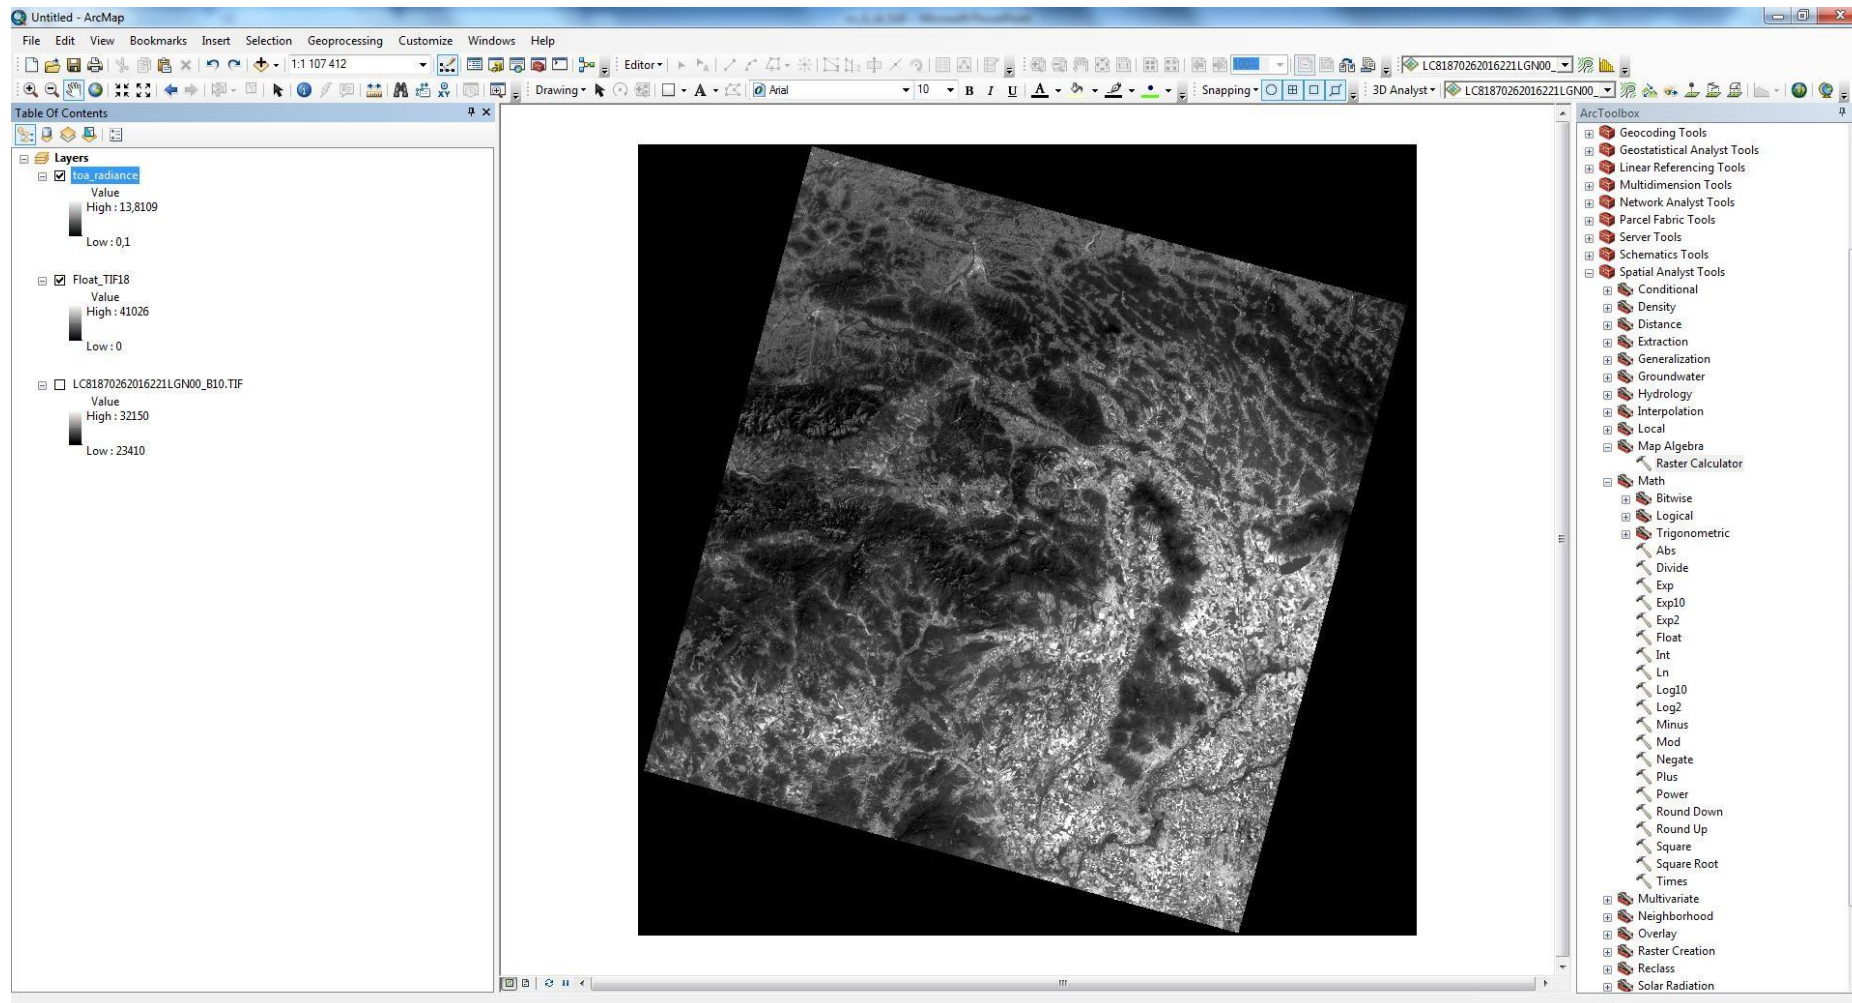 Untitled - ArcMap
File Edit View Bookmarks Insert Selection Geoprocessing Customize Windows Help
1:1 107 412
Editor
LC81870262016221LGN00_
Drawing
Arial
10
B I U A
Snapping
3D Analyst
LC81870262016221LGN00_
Table Of Contents
Layers
toa_radiance
Value
High : 13,8109
Low : 0,1
Float_TIF18
Value
High : 41026
Low : 0
LC81870262016221LGN00_B10.TIF
Value
High : 32150
Low : 23410
ArcToolbox
Geocoding Tools
Geostatistical Analyst Tools
Linear Referencing Tools
Multidimension Tools
Network Analyst Tools
Parcel Fabric Tools
Server Tools
Schematics Tools
Spatial Analyst Tools
Conditional
Density
Distance
Extraction
Generalization
Groundwater
Hydrology
Interpolation
Local
Map Algebra
Raster Calculator
Math
Bitwise
Logical
Trigonometric
Abs
Divide
Exp
Exp10
Exp2
Float
Int
Ln
Log10
Log2
Minus
Mod
Negate
Plus
Power
Round Down
Round Up
Square
Square Root
Times
Multivariate
Neighborhood
Overlay
Raster Creation
Reclass
Solar Radiation